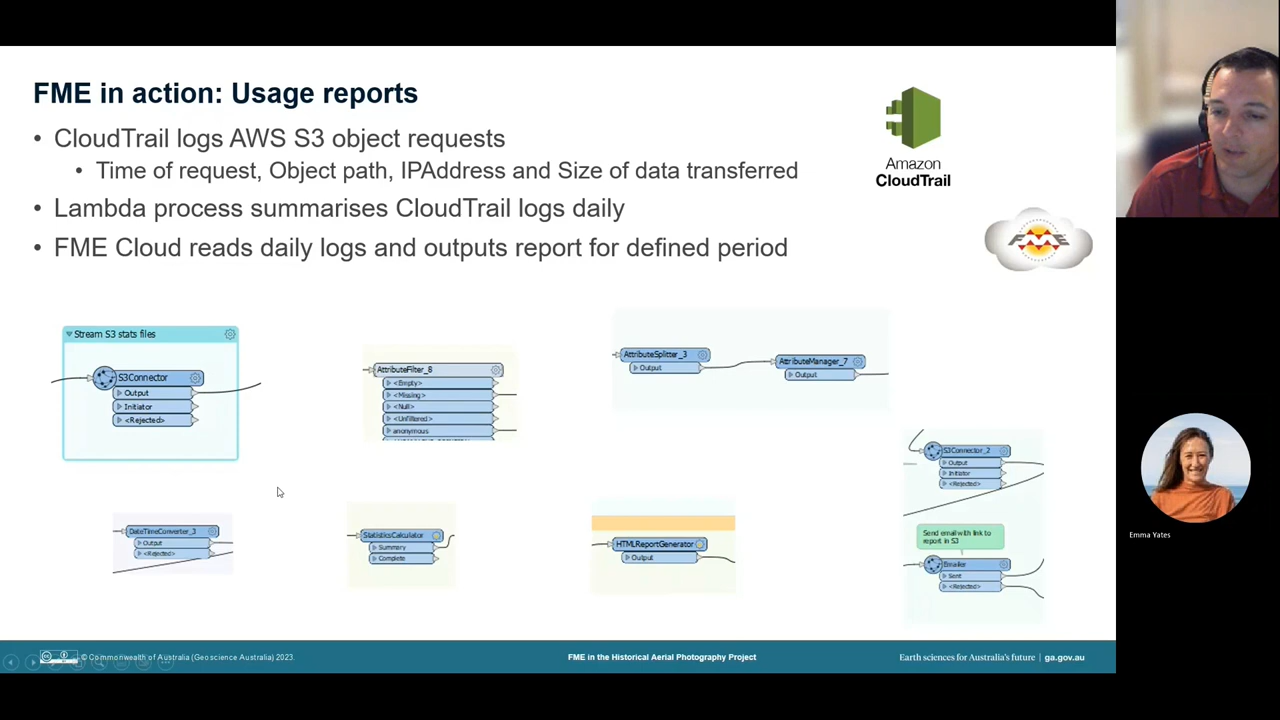 FME in action: Usage reports
• CloudTrail logs AWS S3 object requests
• Time of request, Object path, IPAddress and Size of data transferred
• Lambda process summarises CloudTrail logs daily
• FME Cloud reads daily logs and outputs report for defined period
Amazon
CloudTrail
FME
Stream S3 stats files
S3Connector
Output
Initiator
<Rejected>
AttributeFilter_8
<Empty>
<Missing>
<Null>
<Unfiltered>
anonymous
AttributeSplitter_3
Output
AttributeManager_7
Output
S3Connector_2
Output
Initiator
<Rejected>
DateTimeConverter_3
Output
<Rejected>
StatisticsCalculator
Summary
Complete
HTMLReportGenerator
Output
Send email with link to
report in S3
Emailer
Sent
<Rejected>
Emma Yates
© Commonwealth of Australia (Geoscience Australia) 2023.
FME in the Historical Aerial Photography Project
Earth sciences for Australia's future | ga.gov.au